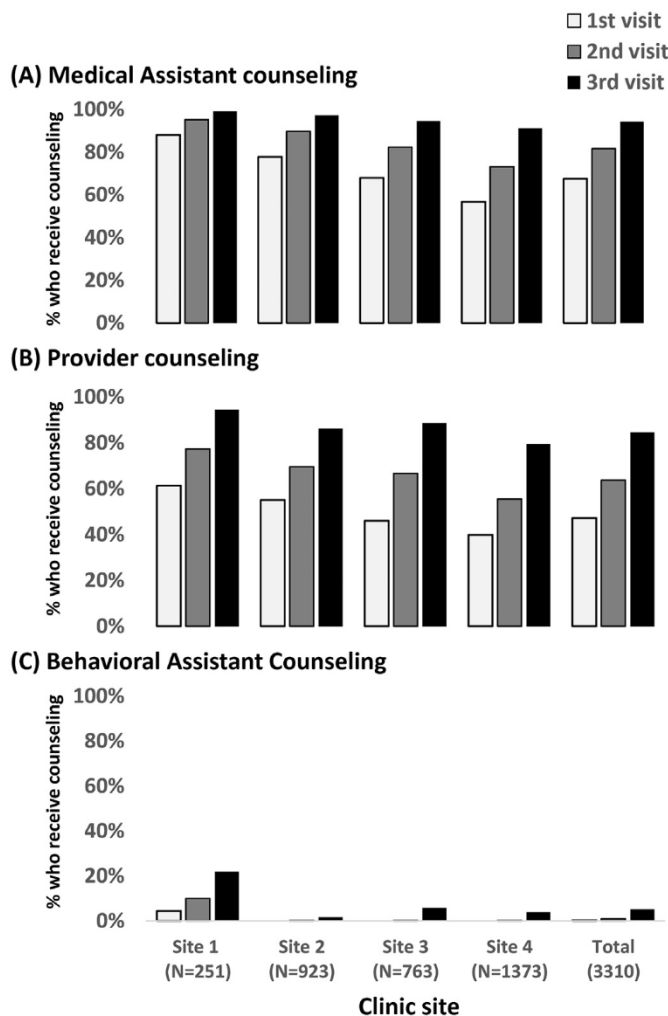 1st visit
2nd visit
3rd visit
(A) Medical Assistant counseling
% who receive counseling
100%
80%
60%
40%
20%
0%
(B) Provider counseling
% who receive counseling
100%
80%
60%
40%
20%
0%
(C) Behavioral Assistant Counseling
% who receive counseling
100%
80%
60%
40%
20%
0%
Site 1 Site 2 Site 3 Site 4 Total
(N=251) (N=923) (N=763) (N=1373) (3310)
Clinic site